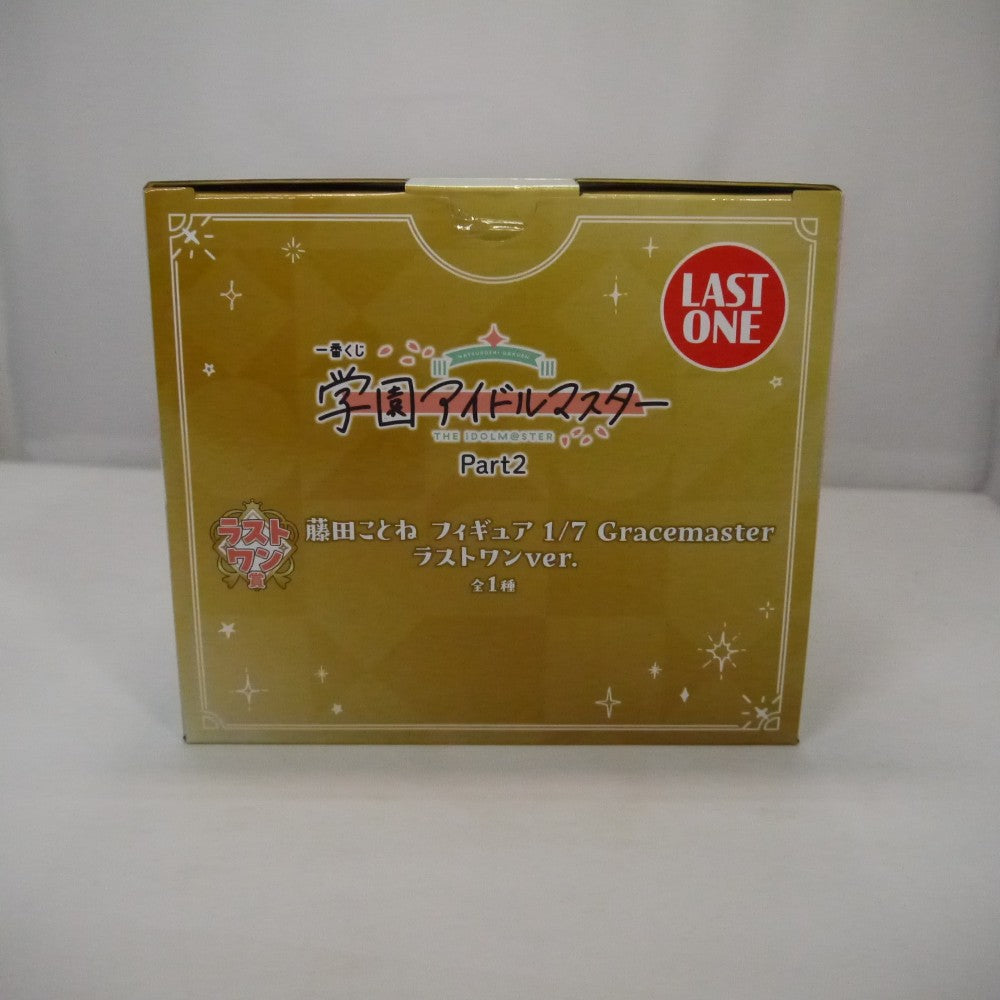 LAST
ONE
一番くじ
HATSUBOSHI GAKUEN
学園アイドルマスター
THE IDOLM@STER
Part2
ラスト
ワン
賞
藤田ことね フィギュア 1/7 Gracemaster
ラストワンver.
全1種